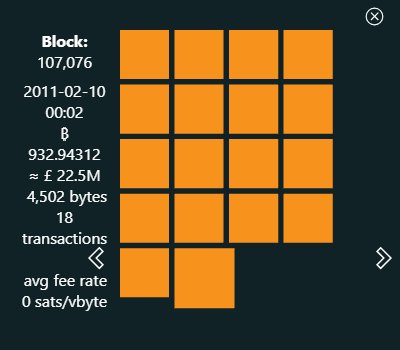 Block:
107,076
2011-02-10
00:02
₿
932.94312
≈ £ 22.5M
4,502 bytes
18
transactions
avg fee rate
0 sats/vbyte